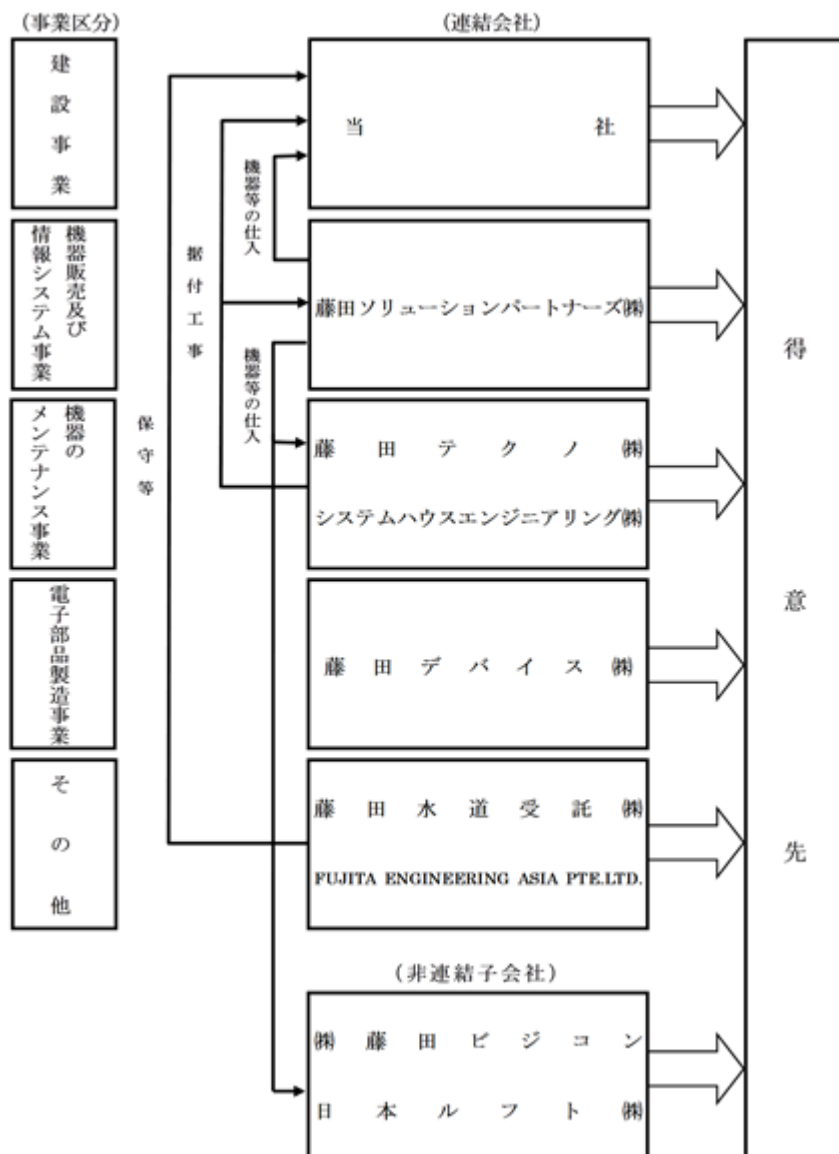 (事業区分)
(連結会社)
建設事業
当社
機器等の仕入
機器販売及び
情報システム事業
据付工事
藤田ソリューションパートナーズ㈱
得意先
機器等の仕入
機器の
メンテナンス事業
保守等
藤田テクノ㈱
システムハウスエンジニアリング㈱
電子部品製造事業
藤田デバイス㈱
その他
藤田水道受託㈱
FUJITA ENGINEERING ASIA PTE.LTD.
(非連結子会社)
㈱藤田ビジコン
日本ルフト㈱